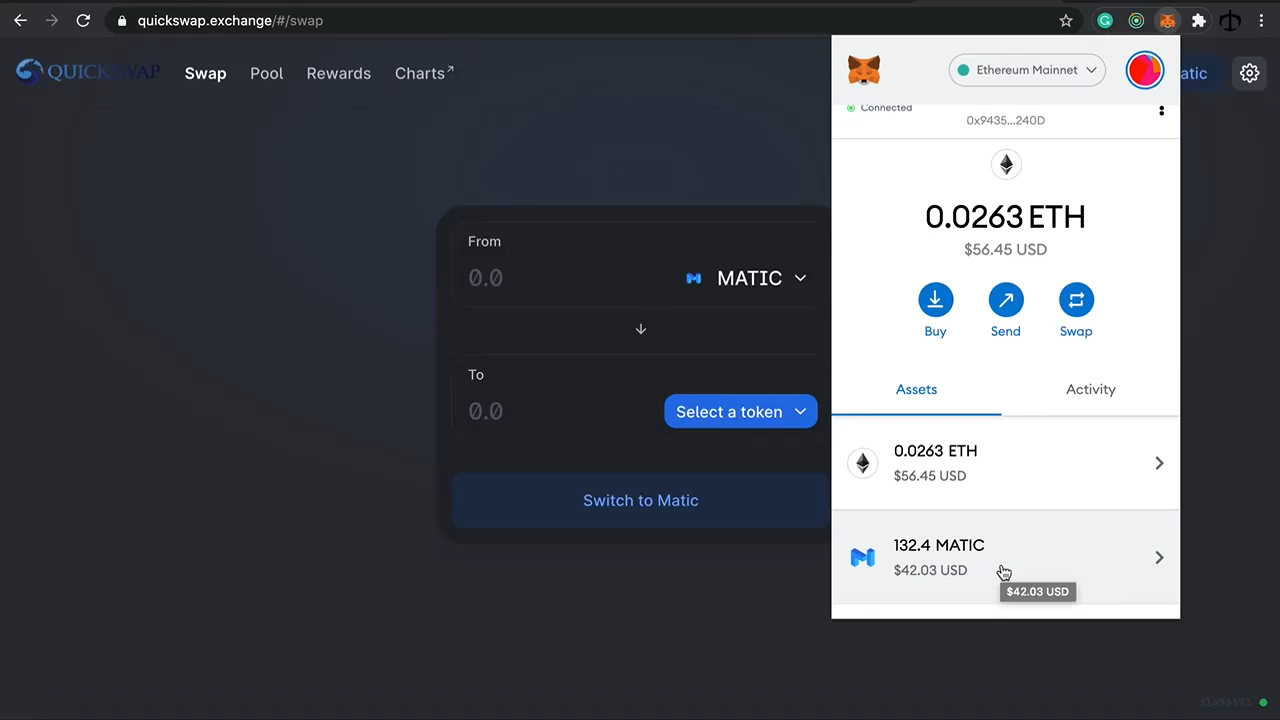 quickswap.exchange/#/swap
QUICKSWAP
Swap
Pool
Rewards
Charts↗
atic
From
0.0
MATIC
To
0.0
Select a token
Switch to Matic
Ethereum Mainnet
Connected
0x9435...240D
0.0263 ETH
$56.45 USD
Buy
Send
Swap
Assets
Activity
0.0263 ETH
$56.45 USD
132.4 MATIC
$42.03 USD
$42.03 USD
13496393